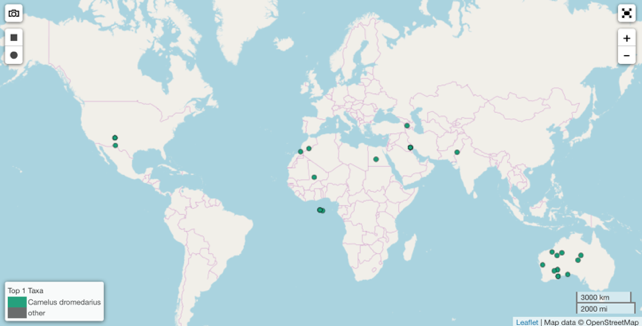 +
−
Top 1 Taxa
Camelus dromedarius
other
3000 km
2000 mi
Leaflet | Map data © OpenStreetMap